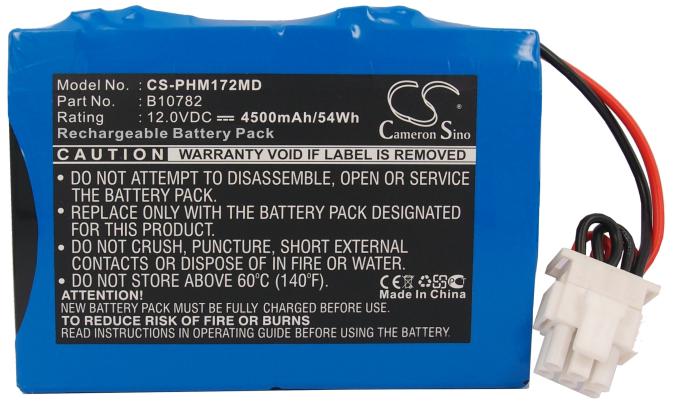 Model No. : CS-PHM172MD
Part No. : B10782
Rating : 12.0VDC ⎓ 4500mAh/54Wh
Rechargeable Battery Pack
CS
Cameron Sino
CAUTION WARRANTY VOID IF LABEL IS REMOVED
• DO NOT ATTEMPT TO DISASSEMBLE, OPEN OR SERVICE
THE BATTERY PACK.
• REPLACE ONLY WITH THE BATTERY PACK DESIGNATED
FOR THIS PRODUCT.
• DO NOT CRUSH, PUNCTURE, SHORT EXTERNAL
CONTACTS OR DISPOSE OF IN FIRE OR WATER.
• DO NOT STORE ABOVE 60°C (140°F).
CE
Made In China
ATTENTION!
NEW BATTERY PACK MUST BE FULLY CHARGED BEFORE USE
TO REDUCE RISK OF FIRE OR BURNS
READ INSTRUCTIONS IN OPERATING GUIDE BEFORE USING THE BATTERY.